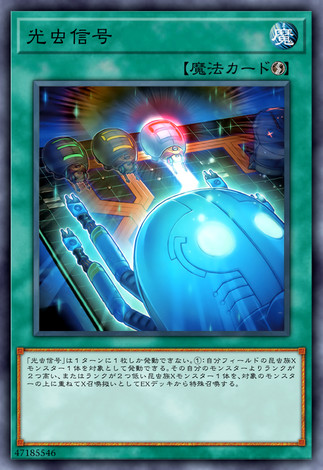 光虫信号
魔
【魔法カード】
「光虫信号」は１ターンに１枚しか発動できない。①：自分フィールドの昆虫族X
モンスター１体を対象として発動できる。その自分のモンスターよりランクが
２つ高い、またはランクが２つ低い昆虫族Xモンスター１体を、対象のモンスタ
ーの上に重ねてX召喚扱いとしてEXデッキから特殊召喚する。
47185546